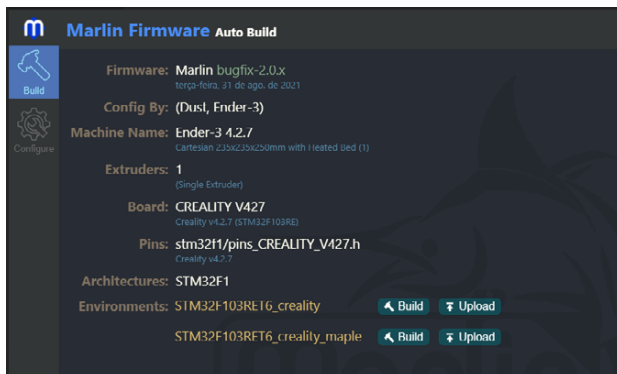 m Marlin Firmware Auto Build
Build
Configure
Firmware: Marlin bugfix-2.0.x
terça-feira, 31 de ago. de 2021
Config By: (Dust, Ender-3)
Machine Name: Ender-3 4.2.7
Cartesian 235x235x250mm with Heated Bed (1)
Extruders: 1
(Single Extruder)
Board: CREALITY V427
Creality v4.2.7 (STM32F103RE)
Pins: stm32f1/pins_CREALITY_V427.h
Creality v4.2.7
Architectures: STM32F1
Environments: STM32F103RET6_creality Build Upload
STM32F103RET6_creality_maple Build Upload